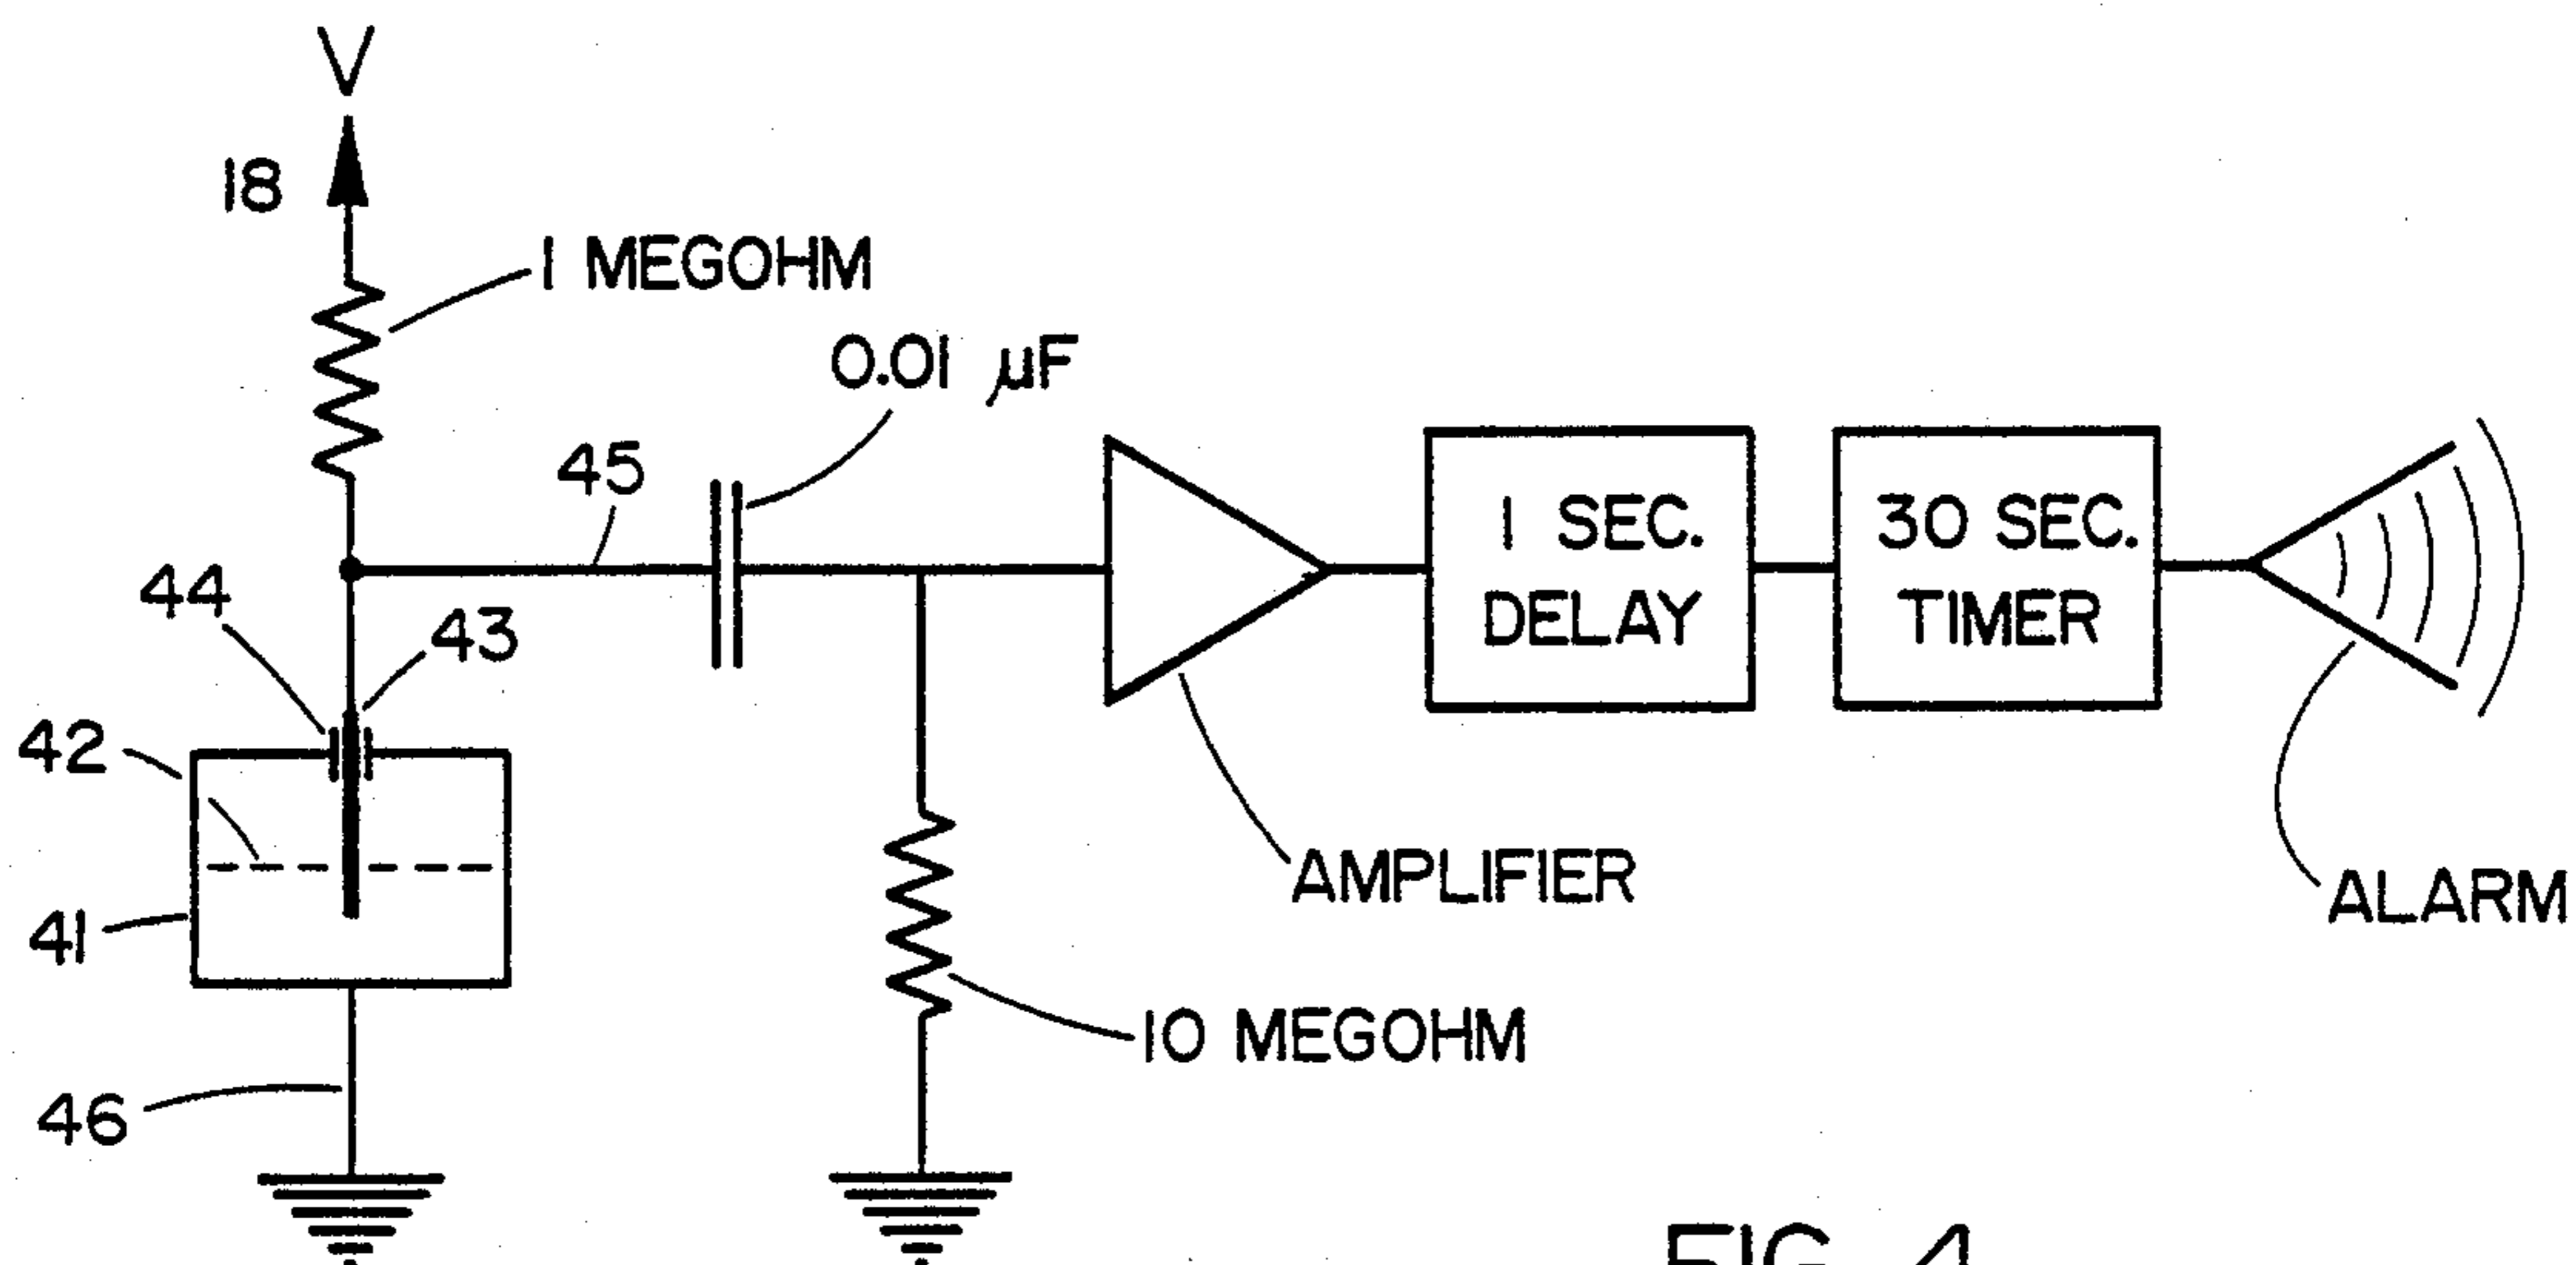 V
18
1 MEGOHM
0.01 µF
45
44
43
42
41
46
1 SEC.
DELAY
30 SEC.
TIMER
AMPLIFIER
ALARM
10 MEGOHM
FIG. 4